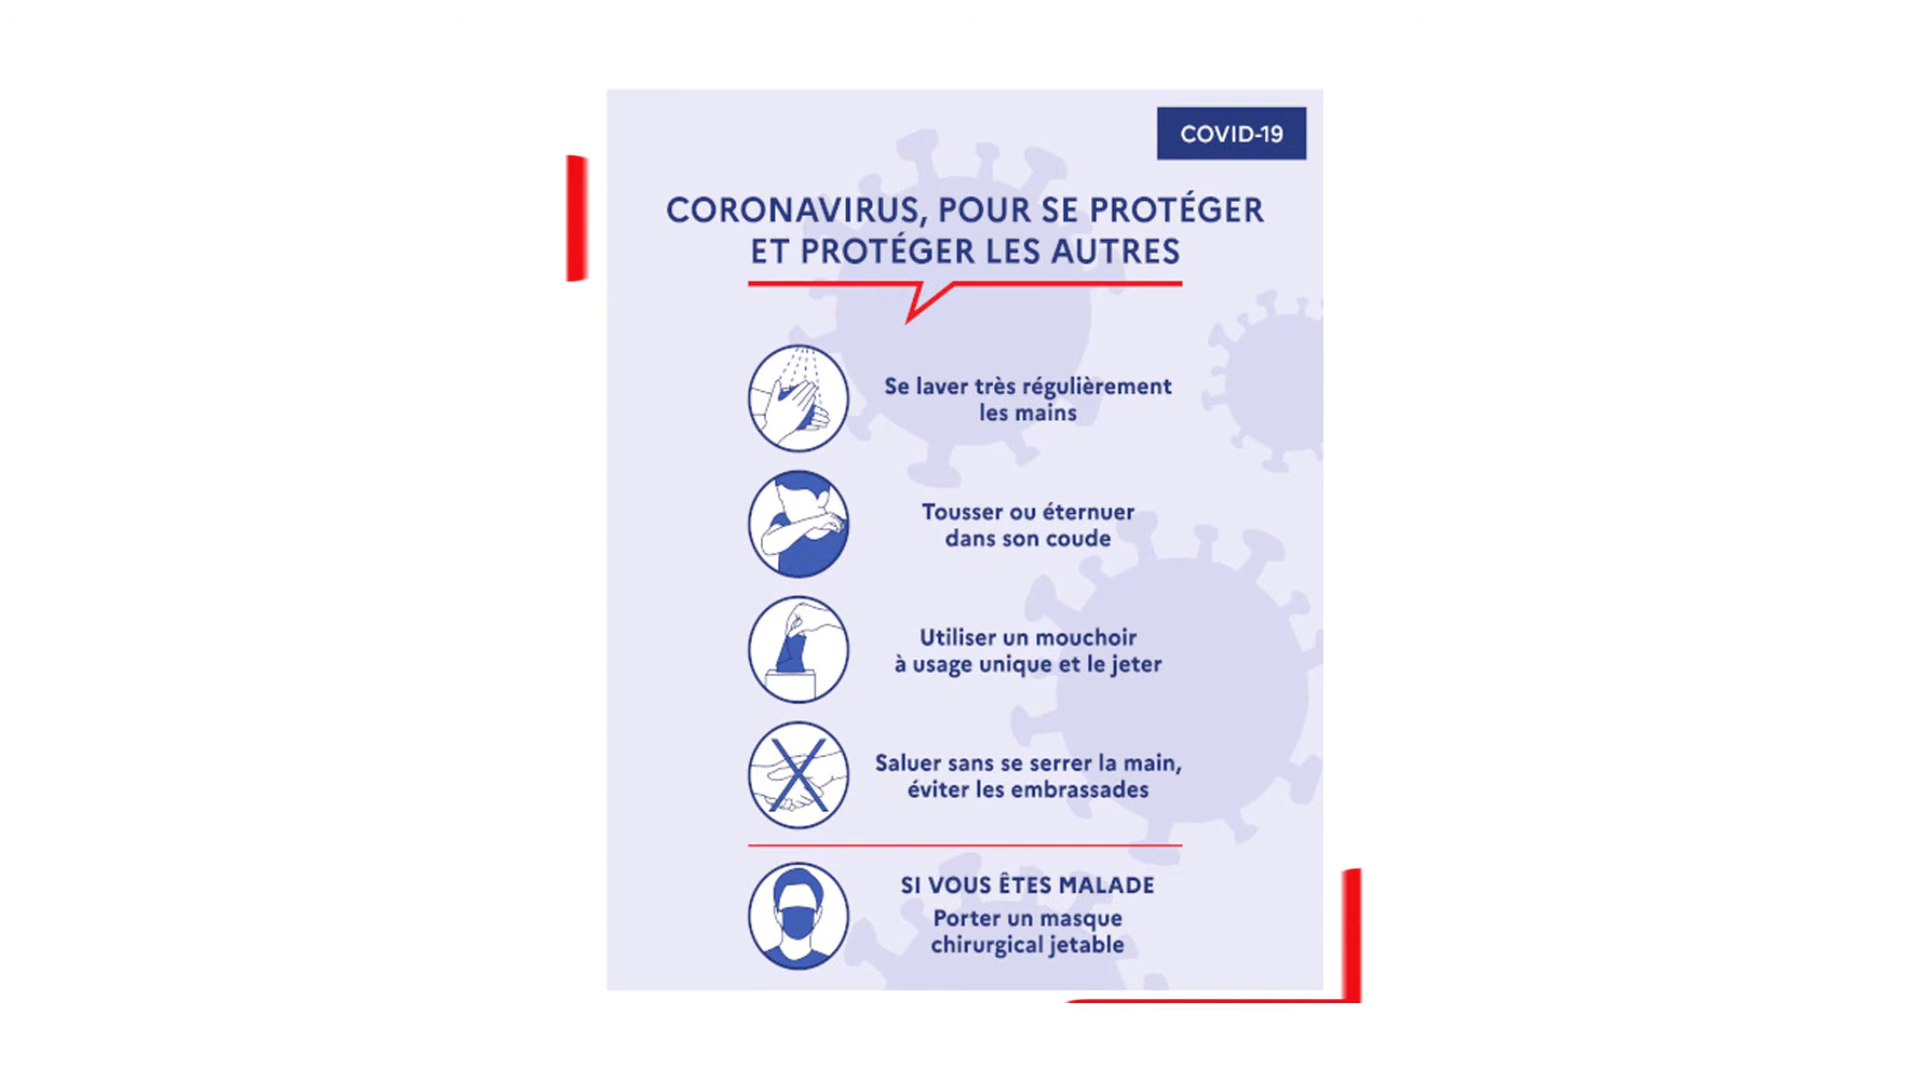 COVID-19
CORONAVIRUS, POUR SE PROTÉGER
ET PROTÉGER LES AUTRES
Se laver très régulièrement
les mains
Tousser ou éternuer
dans son coude
Utiliser un mouchoir
à usage unique et le jeter
Saluer sans se serrer la main,
éviter les embrassades
SI VOUS ÊTES MALADE
Porter un masque
chirurgical jetable